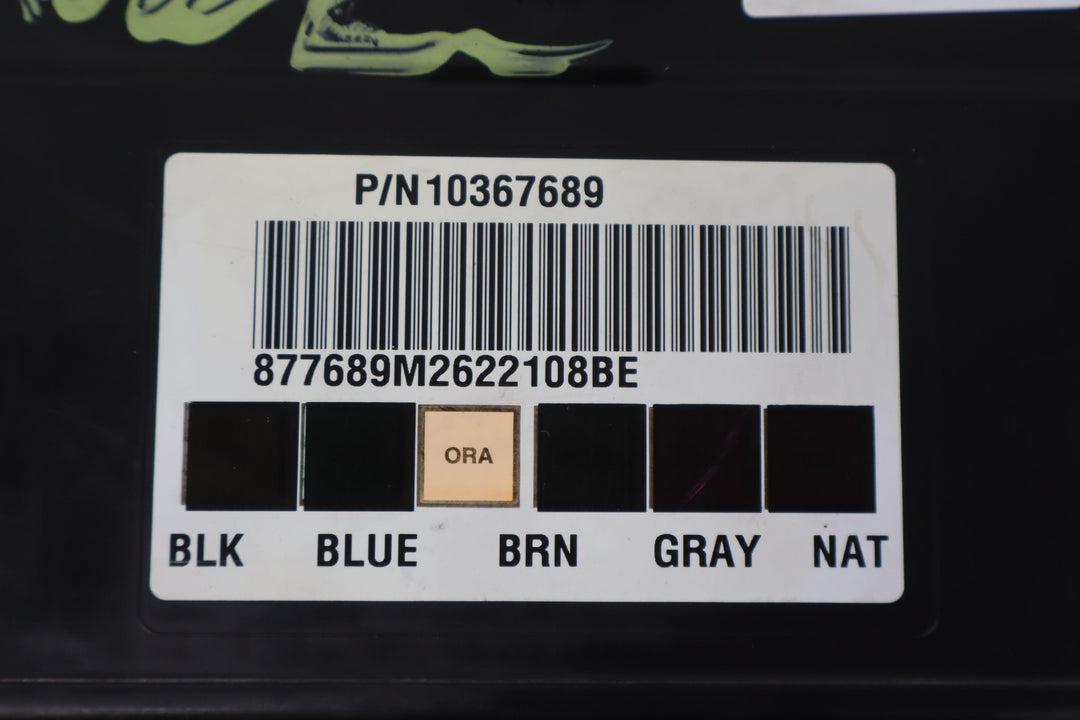 P/N10367689
877689M2622108BE
ORA
BLK BLUE BRN GRAY NAT